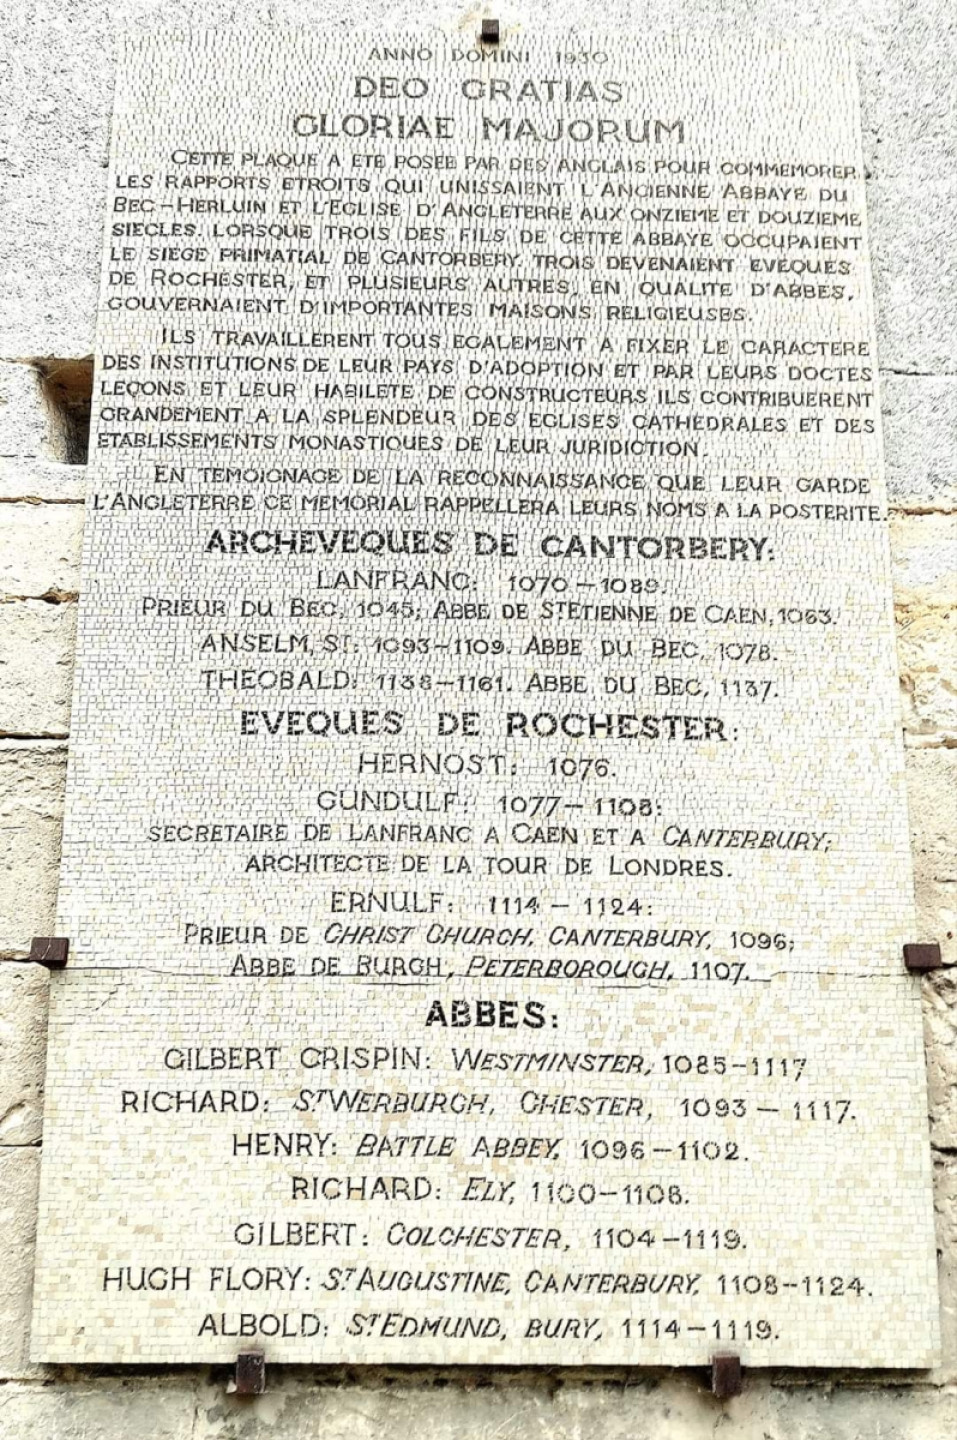 ANNO DOMINI 1930
DEO GRATIAS
GLORIAE MAJORUM
CETTE PLAQUE A ETE POSEE PAR DES ANGLAIS POUR COMMEMORER
LES RAPPORTS ETROITS QUI UNISSAIENT L'ANCIENNE ABBAYE DU
BEC-HERLUIN ET L'EGLISE D'ANGLETERRE AUX ONZIEME ET DOUZIEME
SIECLES. LORSQUE TROIS DES FILS DE CETTE ABBAYE OCCUPAIENT
LE SIEGE PRIMATIAL DE CANTORBERY, TROIS DEVENAIENT EVEQUES
DE ROCHESTER, ET PLUSIEURS AUTRES, EN QUALITE D'ABBES,
GOUVERNAIENT D'IMPORTANTES MAISONS RELIGIEUSES.
ILS TRAVAILLERENT TOUS EGALEMENT A FIXER LE CARACTERE
DES INSTITUTIONS DE LEUR PAYS D'ADOPTION ET PAR LEURS DOCTES
LEÇONS ET LEUR HABILETE DE CONSTRUCTEURS ILS CONTRIBUERENT
GRANDEMENT A LA SPLENDEUR DES EGLISES CATHEDRALES ET DES
ETABLISSEMENTS MONASTIQUES DE LEUR JURIDICTION.
EN TEMOIGNAGE DE LA RECONNAISSANCE QUE LEUR GARDE
L'ANGLETERRE CE MEMORIAL RAPPELLERA LEURS NOMS A LA POSTERITE.
ARCHEVEQUES DE CANTORBERY:
LANFRANC: 1070-1089.
PRIEUR DU BEC, 1045; ABBE DE ST ETIENNE DE CAEN, 1063.
ANSELM, ST: 1093-1109. ABBE DU BEC, 1078.
THEOBALD: 1138-1161. ABBE DU BEC, 1137.
EVEQUES DE ROCHESTER:
HERNOST: 1076.
GUNDULF: 1077-1108:
SECRETAIRE DE LANFRANC A CAEN ET A CANTERBURY;
ARCHITECTE DE LA TOUR DE LONDRES.
ERNULF: 1114-1124:
PRIEUR DE CHRIST CHURCH, CANTERBURY, 1096;
ABBE DE BURGH, PETERBOROUGH, 1107.
ABBES:
GILBERT CRISPIN: WESTMINSTER, 1085-1117
RICHARD: ST WERBURGH, CHESTER, 1093-1117.
HENRY: BATTLE ABBEY, 1096-1102.
RICHARD: ELY, 1100-1108.
GILBERT: COLCHESTER, 1104-1119.
HUGH FLORY: ST AUGUSTINE, CANTERBURY, 1108-1124.
ALBOLD: ST EDMUND, BURY, 1114-1119.